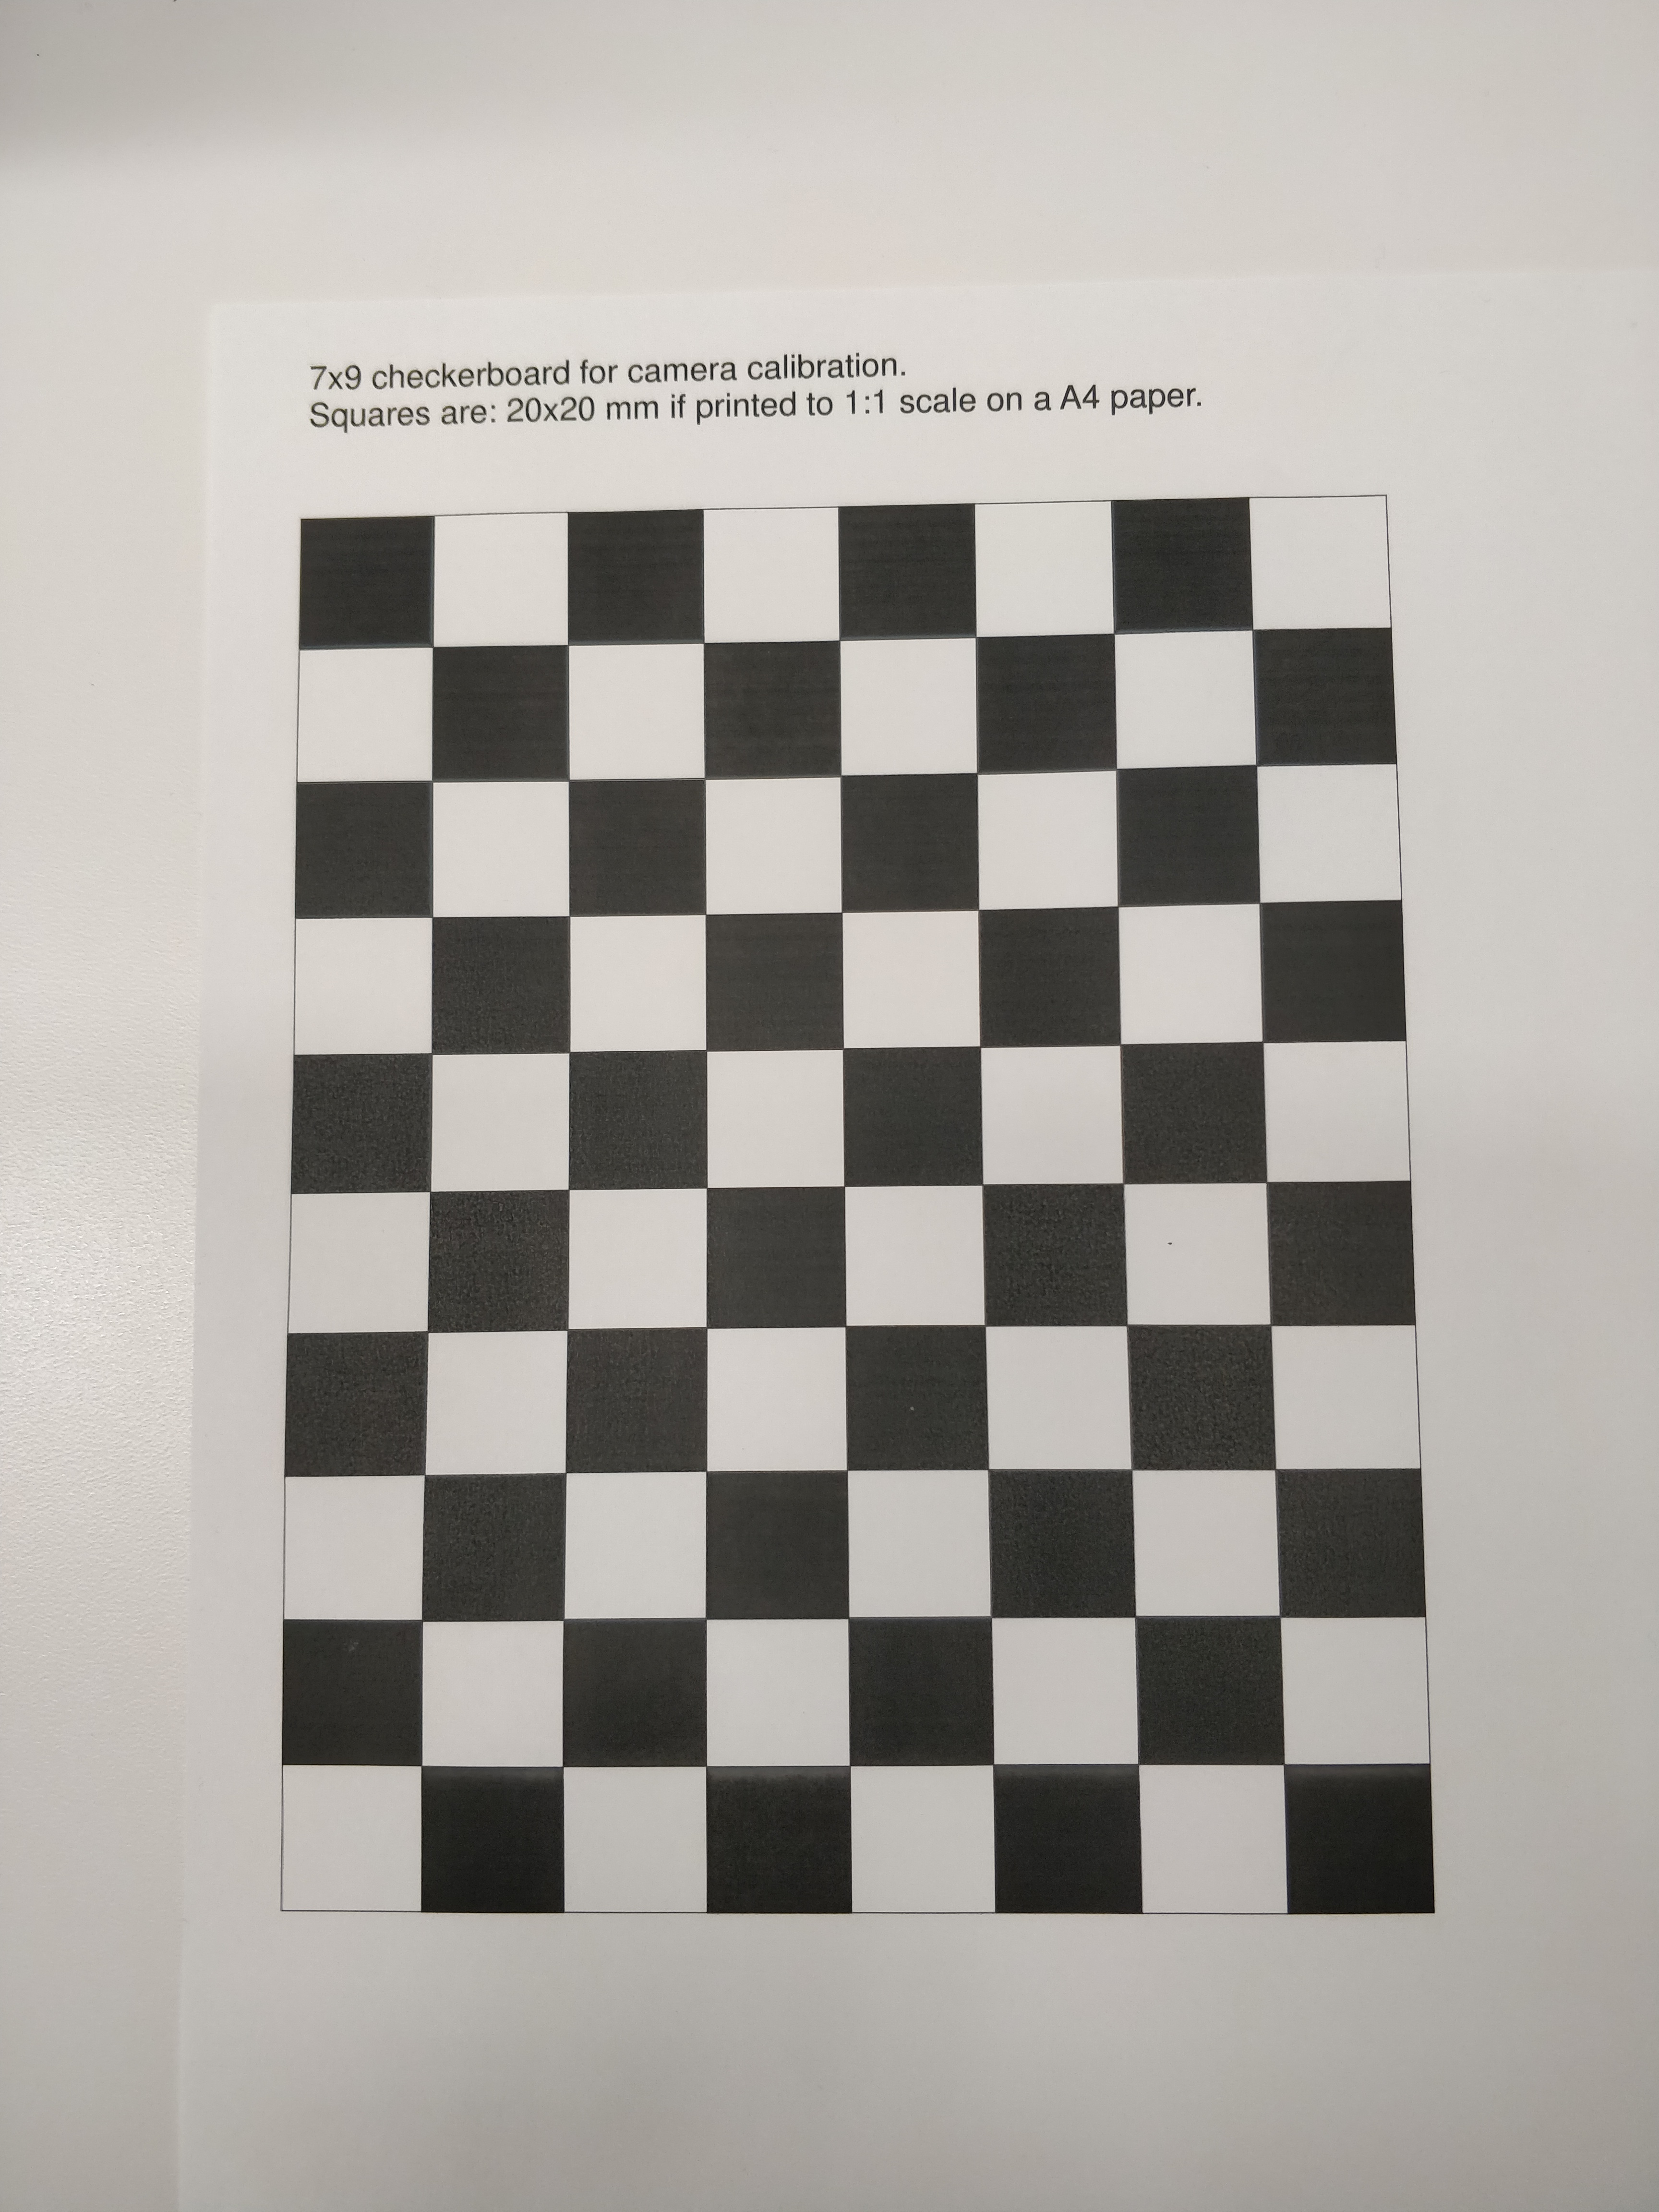 7x9 checkerboard for camera calibration.
Squares are: 20x20 mm if printed to 1:1 scale on a A4 paper.